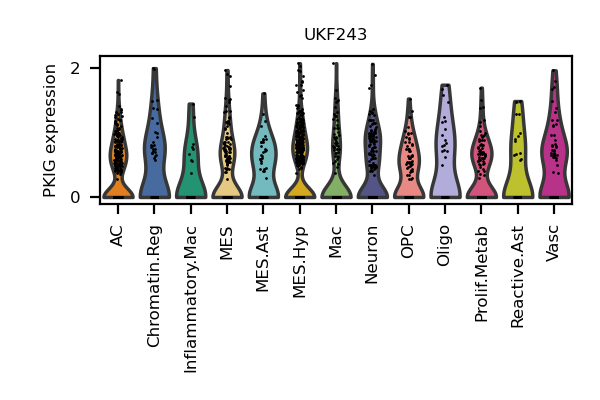 UKF243
PKIG expression
2
0
AC
Chromatin.Reg
Inflammatory.Mac
MES
MES.Ast
MES.Hyp
Mac
Neuron
OPC
Oligo
Prolif.Metab
Reactive.Ast
Vasc